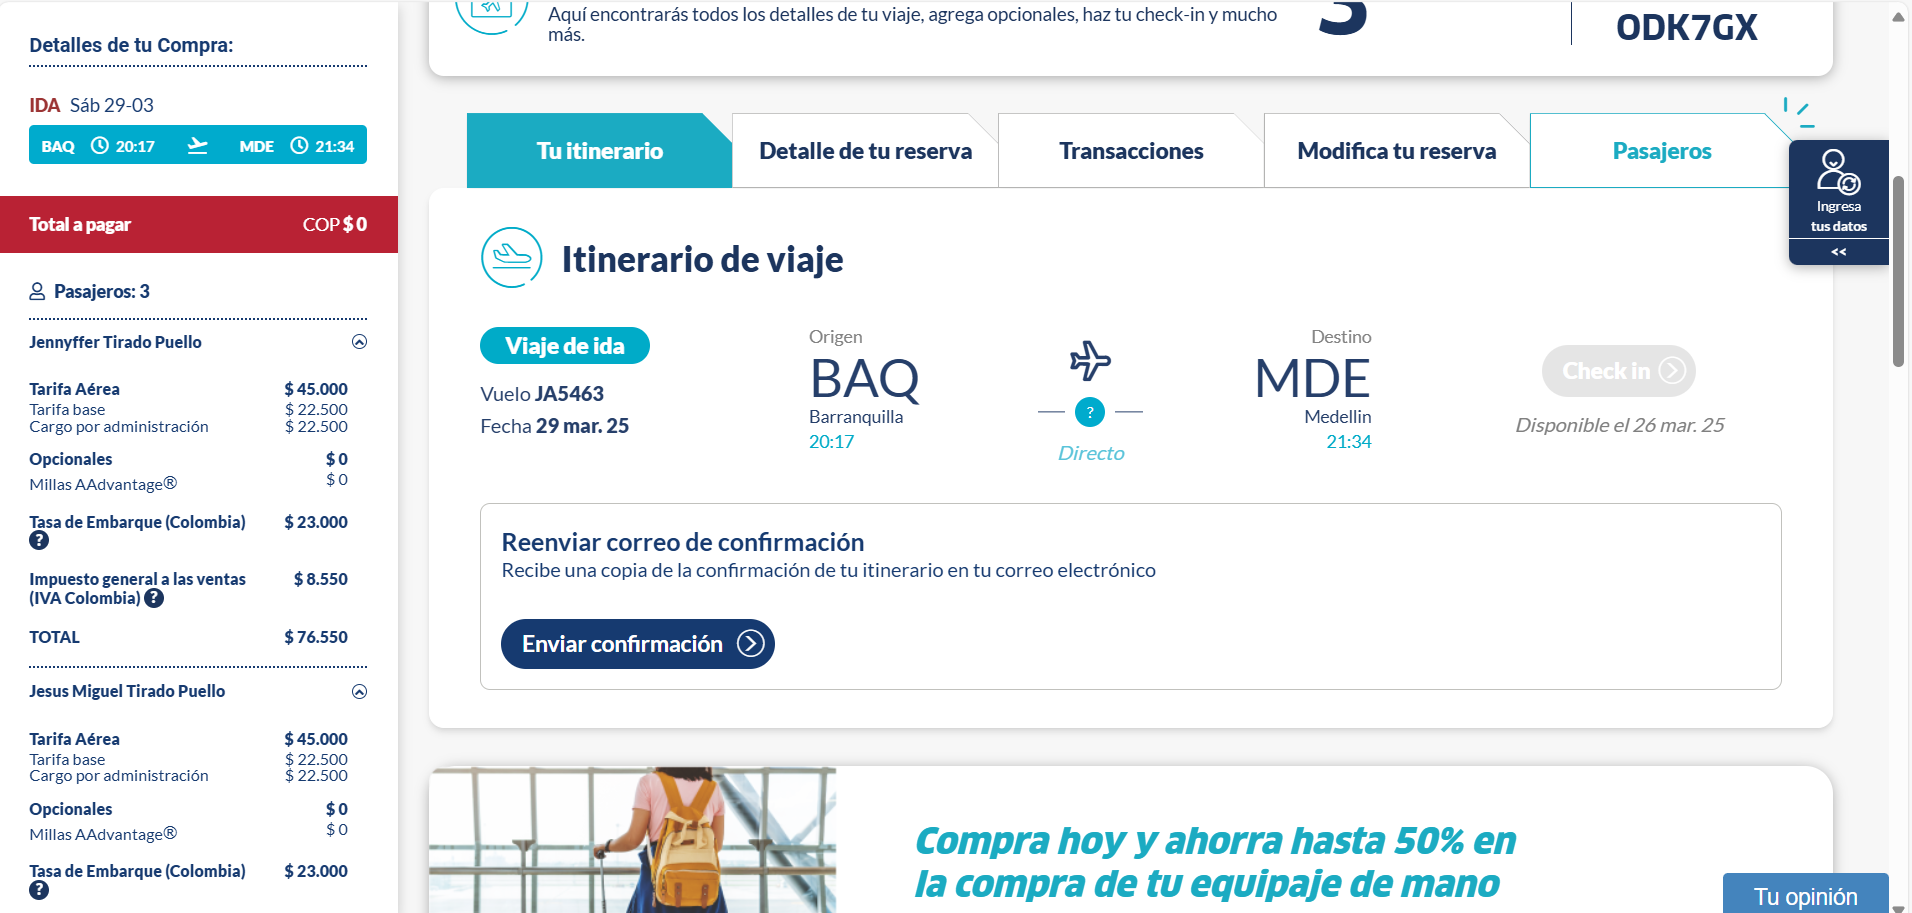 Detalles de tu Compra:
IDA Sáb 29-03
BAQ 20:17 MDE 21:34
Total a pagar COP $ 0
Pasajeros: 3
Jennyffer Tirado Puello
Tarifa Aérea $ 45.000
Tarifa base $ 22.500
Cargo por administración $ 22.500
Opcionales $ 0
Millas AAdvantage® $ 0
Tasa de Embarque (Colombia) $ 23.000
?
Impuesto general a las ventas $ 8.550
(IVA Colombia) ?
TOTAL $ 76.550
Jesus Miguel Tirado Puello
Tarifa Aérea $ 45.000
Tarifa base $ 22.500
Cargo por administración $ 22.500
Opcionales $ 0
Millas AAdvantage® $ 0
Tasa de Embarque (Colombia) $ 23.000
?
Aquí encontrarás todos los detalles de tu viaje, agrega opcionales, haz tu check-in y mucho
más.
3
ODK7GX
Tu itinerario
Detalle de tu reserva
Transacciones
Modifica tu reserva
Pasajeros
Ingresa
tus datos
<<
Itinerario de viaje
Viaje de ida
Vuelo JA5463
Fecha 29 mar. 25
Origen
BAQ
Barranquilla
20:17
?
Directo
Destino
MDE
Medellin
21:34
Check in
Disponible el 26 mar. 25
Reenviar correo de confirmación
Recibe una copia de la confirmación de tu itinerario en tu correo electrónico
Enviar confirmación
Compra hoy y ahorra hasta 50% en
la compra de tu equipaje de mano
Tu opinión